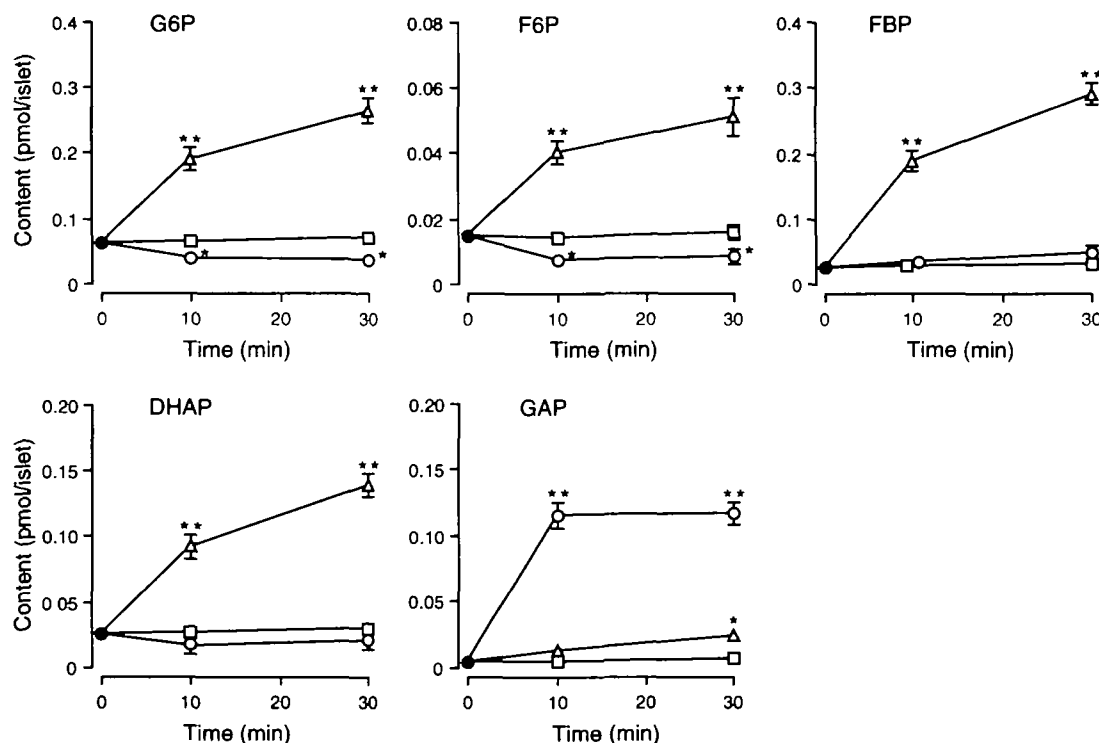 G6P
0.4
0.3
0.2
0.1
0
Content (pmol/islet)
★★
★★
★
★
0 10 20 30
Time (min)
F6P
0.08
0.06
0.04
0.02
0
★★
★★
★
★
0 10 20 30
Time (min)
FBP
0.4
0.3
0.2
0.1
0
★★
★★
0 10 20 30
Time (min)
DHAP
0.20
0.15
0.10
0 05
0
Content (pmol/islet)
★★
★★
0 10 20 30
Time (min)
GAP
0.20
0.15
0.10
0.05
0
★★
★★
★
0 10 20 30
Time (min)